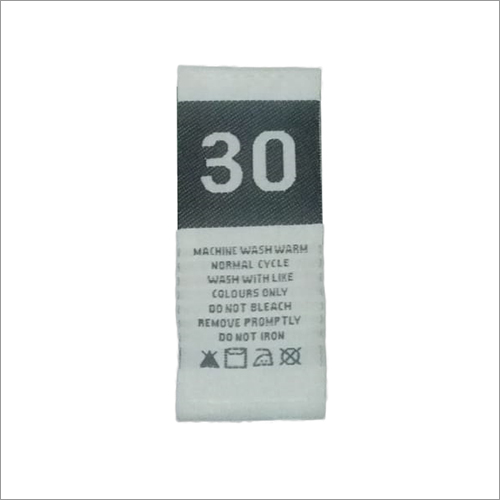 30
MACHINE WASH WARM
NORMAL CYCLE
WASH WITH LIKE
COLOURS ONLY
DO NOT BLEACH
REMOVE PROMPTLY
DO NOT IRON